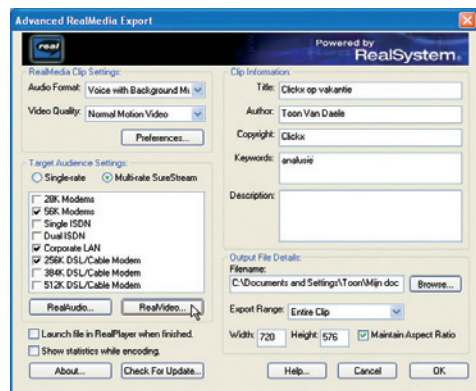 Advanced RealMedia Export
real
Powered by
RealSystem.
RealMedia Clip Settings:
Audio Format: Voice with Background Mu
Video Quality: Normal Motion Video
Preferences...
Target Audience Settings:
Single-rate Multi-rate SureStream
28K Modems
56K Modems
Single ISDN
Dual ISDN
Corporate LAN
256K DSL/Cable Modem
384K DSL/Cable Modem
512K DSL/Cable Modem
RealAudio... RealVideo...
Launch file in RealPlayer when finished.
Show statistics while encoding.
About... Check For Update...
Clip Information:
Title: Clickx op vakantie
Author: Toon Van Daele
Copyright: Clickx
Keywords: analusië
Description:
Output File Details:
Filename:
C:\Documents and Settings\Toon\Mijn doc Browse...
Export Range: Entire Clip
Width: 720 Height: 576 Maintain Aspect Ratio
Help... Cancel OK